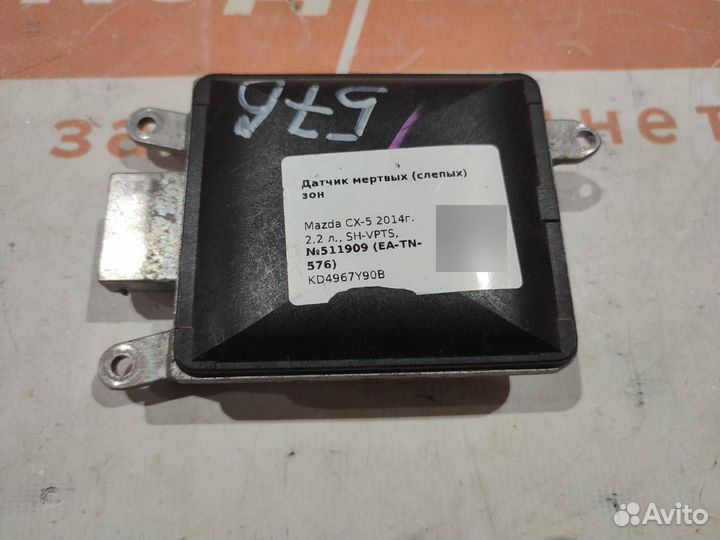 576
Датчик мертвых (слепых)
зон
Mazda CX-5 2014г.
2.2 л., SH-VPTS,
№511909 (EA-TN-
576)
KD4967Y90B
Avito